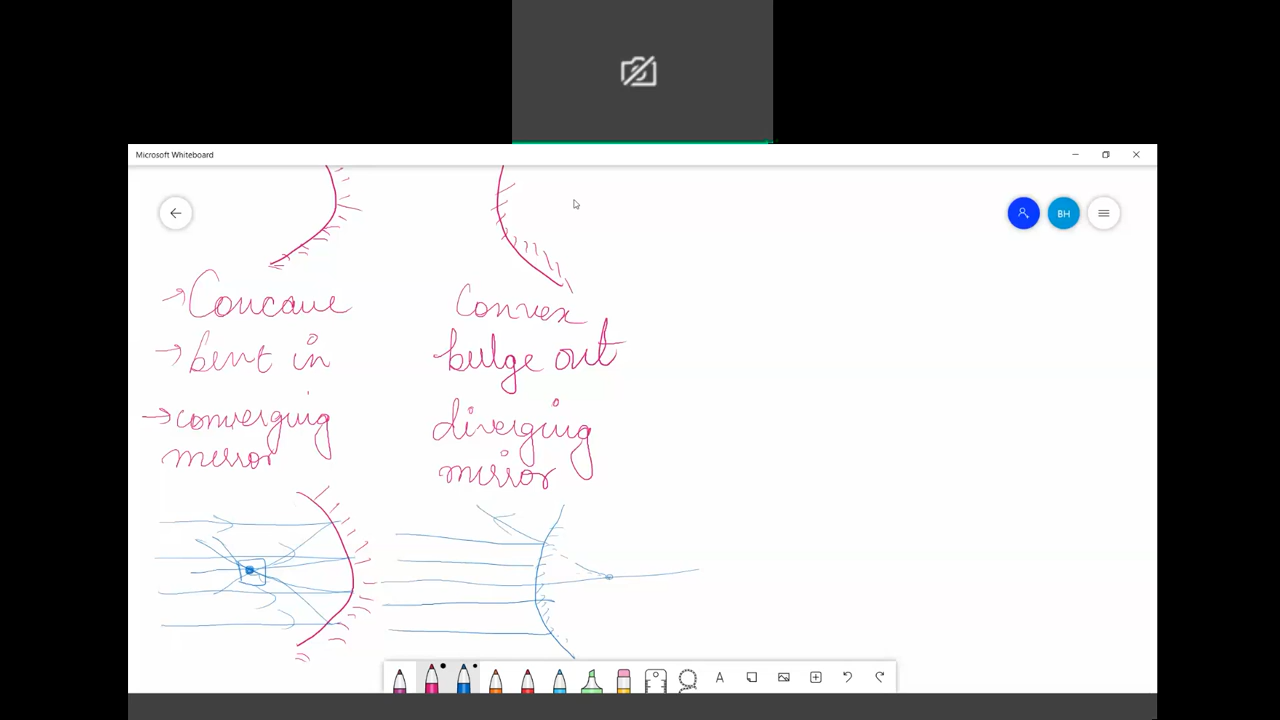 Microsoft Whiteboard
BH
Concave
bent in
converging
mirror
Convex
bulge out
diverging
mirror
A